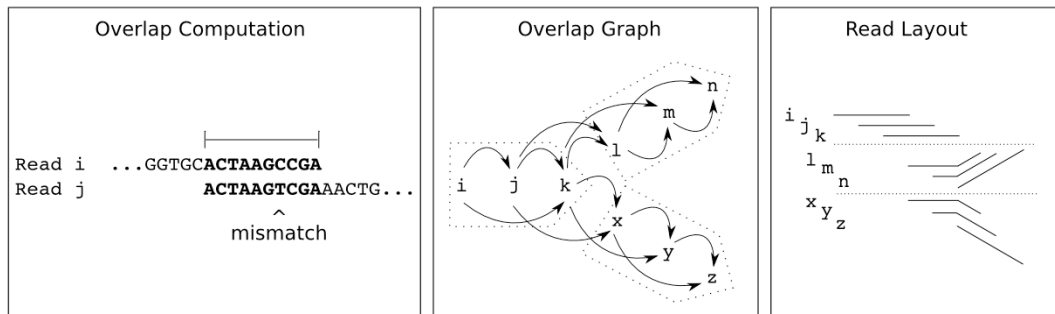 Overlap Computation
Read i ...GGTGCACTAAGCCGA
Read j ACTAAGTCGAAACTG...
^
mismatch
Overlap Graph
n
m
l
i j k
x
y
z
Read Layout
i
j
k
l
m
n
x
y
z